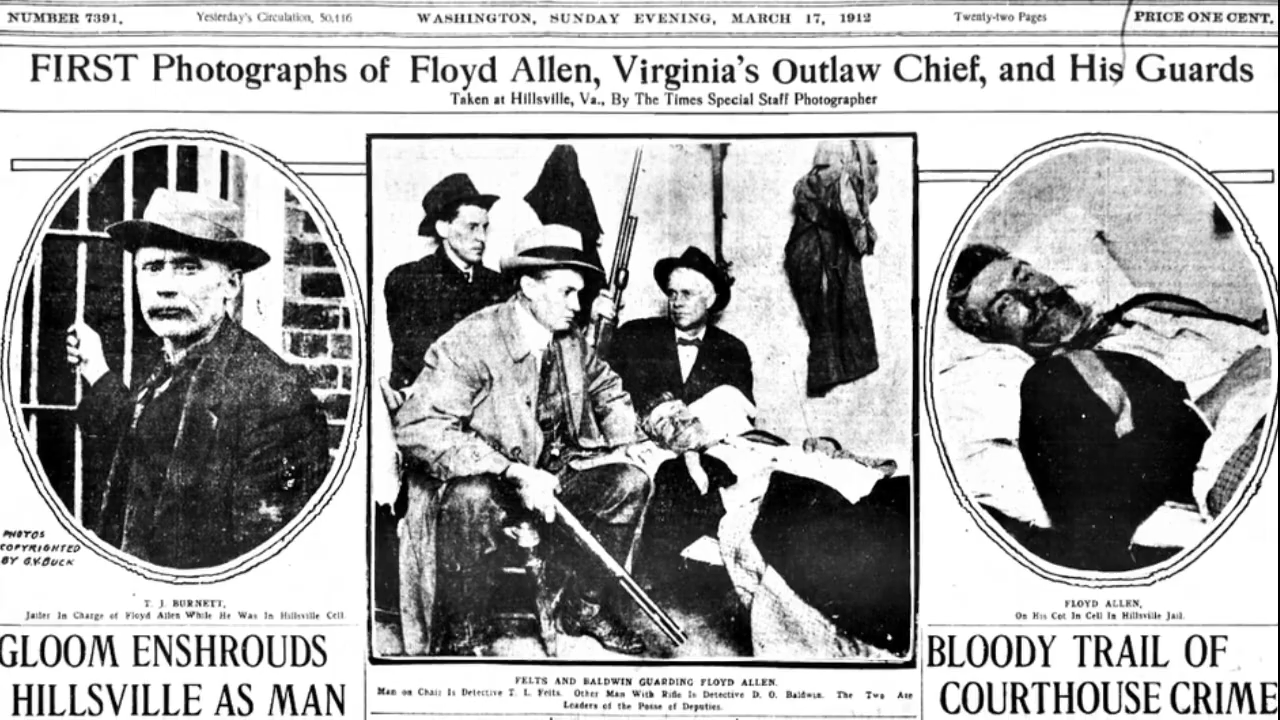 NUMBER 7391. Yesterday's Circulation, 50,116 WASHINGTON, SUNDAY EVENING, MARCH 17, 1912 Twenty-two Pages PRICE ONE CENT.
FIRST Photographs of Floyd Allen, Virginia's Outlaw Chief, and His Guards
Taken at Hillsville, Va., By The Times Special Staff Photographer
PHOTOS
COPYRIGHTED
BY G.V. BUCK
T. J. BURNETT,
Jailer In Charge of Floyd Allen While He Was In Hillsville Cell.
FELTS AND BALDWIN GUARDING FLOYD ALLEN.
Man on Chair Is Detective T. L. Felts. Other Man With Rifle Is Detective D. O. Baldwin. The Two Are
Leaders of the Posse of Deputies.
FLOYD ALLEN,
On His Cot In Cell In Hillsville Jail.
GLOOM ENSHROUDS
HILLSVILLE AS MAN
BLOODY TRAIL OF
COURTHOUSE CRIME